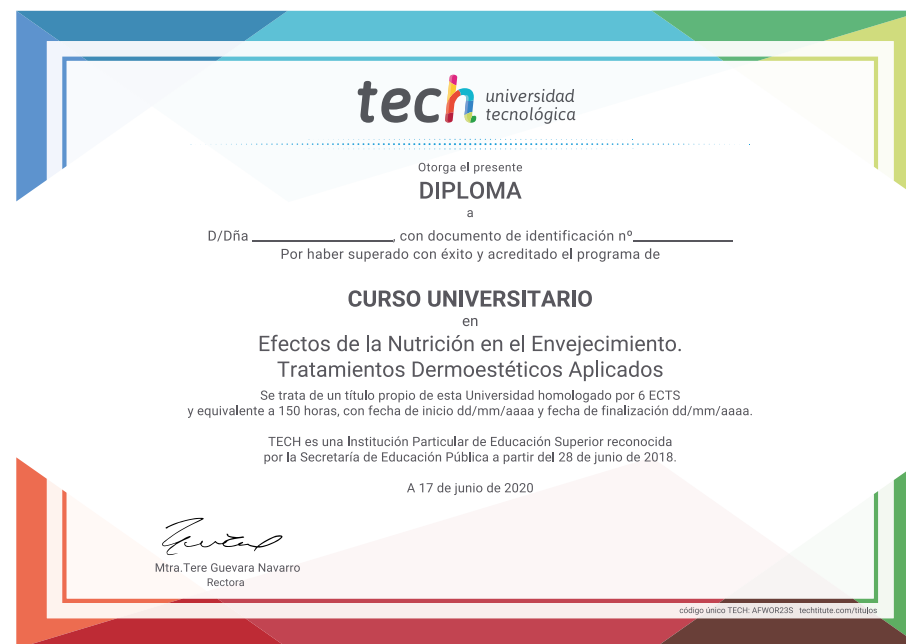 tech universidad
tecnológica
Otorga el presente
DIPLOMA
a
D/Dña ____________, con documento de identificación nº__________
Por haber superado con éxito y acreditado el programa de
CURSO UNIVERSITARIO
en
Efectos de la Nutrición en el Envejecimiento.
Tratamientos Dermoestéticos Aplicados
Se trata de un título propio de esta Universidad homologado por 6 ECTS
y equivalente a 150 horas, con fecha de inicio dd/mm/aaaa y fecha de finalización dd/mm/aaaa.
TECH es una Institución Particular de Educación Superior reconocida
por la Secretaría de Educación Pública a partir del 28 de junio de 2018.
A 17 de junio de 2020
Mtra.Tere Guevara Navarro
Rectora
código único TECH: AFWOR23S techtitute.com/titulos